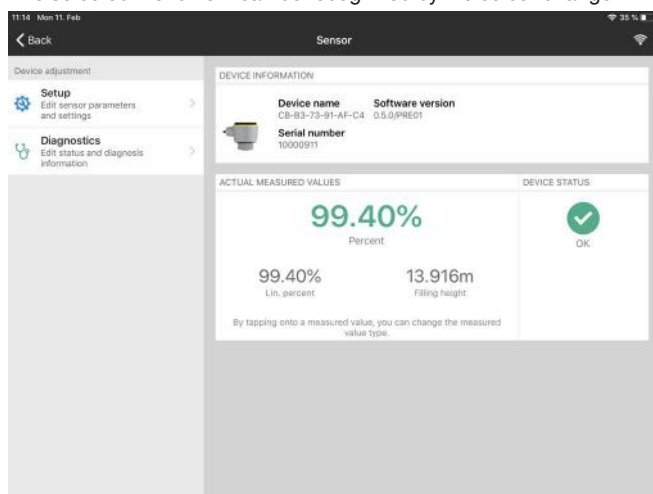 11:14 Mon 11. Feb
35 %
Back
Sensor
Device adjustment
Setup
Edit sensor parameters
and settings
Diagnostics
Edit status and diagnosis
information
DEVICE INFORMATION
Device name Software version
CB-B3-73-91-AF-C4 0.5.0/PRE01
Serial number
10000911
ACTUAL MEASURED VALUES
DEVICE STATUS
99.40%
Percent
OK
99.40% 13.916m
Lin. percent Filling height
By tapping onto a measured value, you can change the measured
value type.